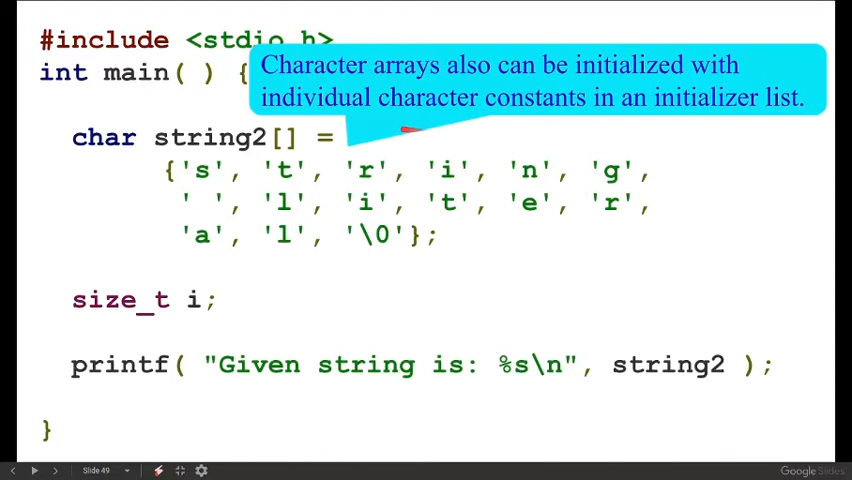 #include <stdio.h>
int main( ) {
Character arrays also can be initialized with
individual character constants in an initializer list.
char string2[] =
{'s', 't', 'r', 'i', 'n', 'g',
' ', 'l', 'i', 't', 'e', 'r',
'a', 'l', '\0'};
size_t i;
printf( "Given string is: %s\n", string2 );
}
Slide 49
Google Slides